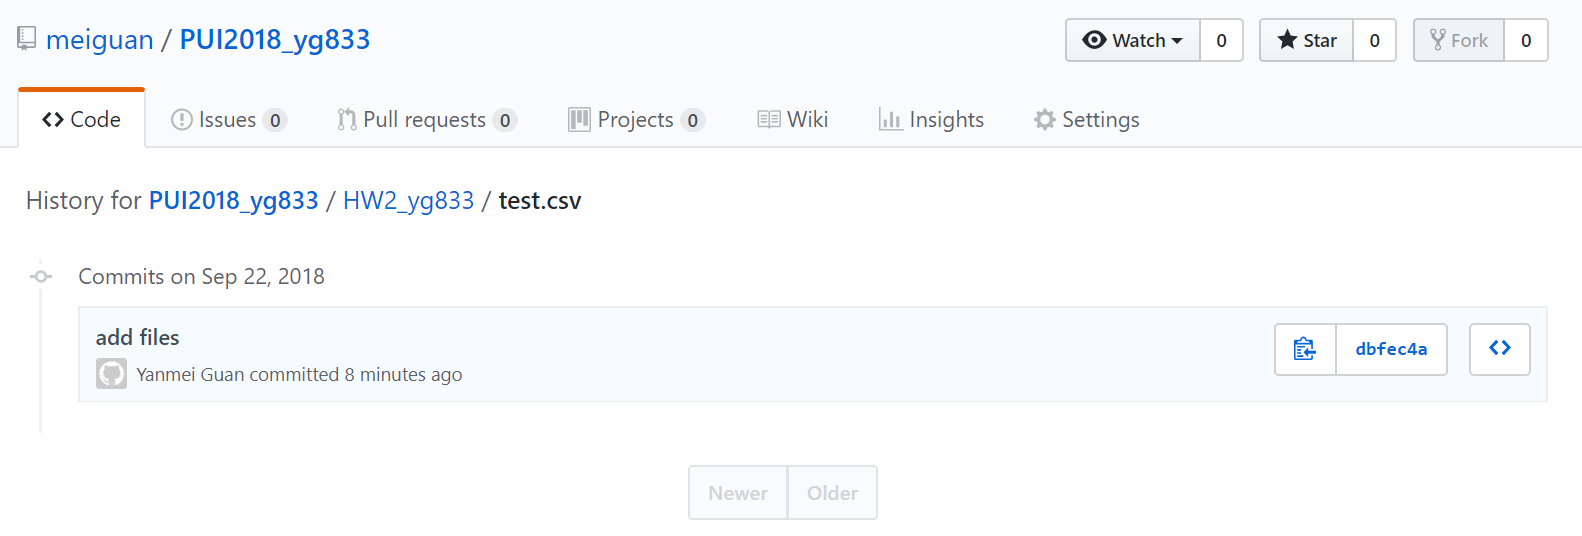 meiguan / PUI2018_yg833
Watch 0 Star 0 Fork 0
Code Issues 0 Pull requests 0 Projects 0 Wiki Insights Settings
History for PUI2018_yg833 / HW2_yg833 / test.csv
Commits on Sep 22, 2018
add files
Yanmei Guan committed 8 minutes ago
dbfec4a
Newer Older